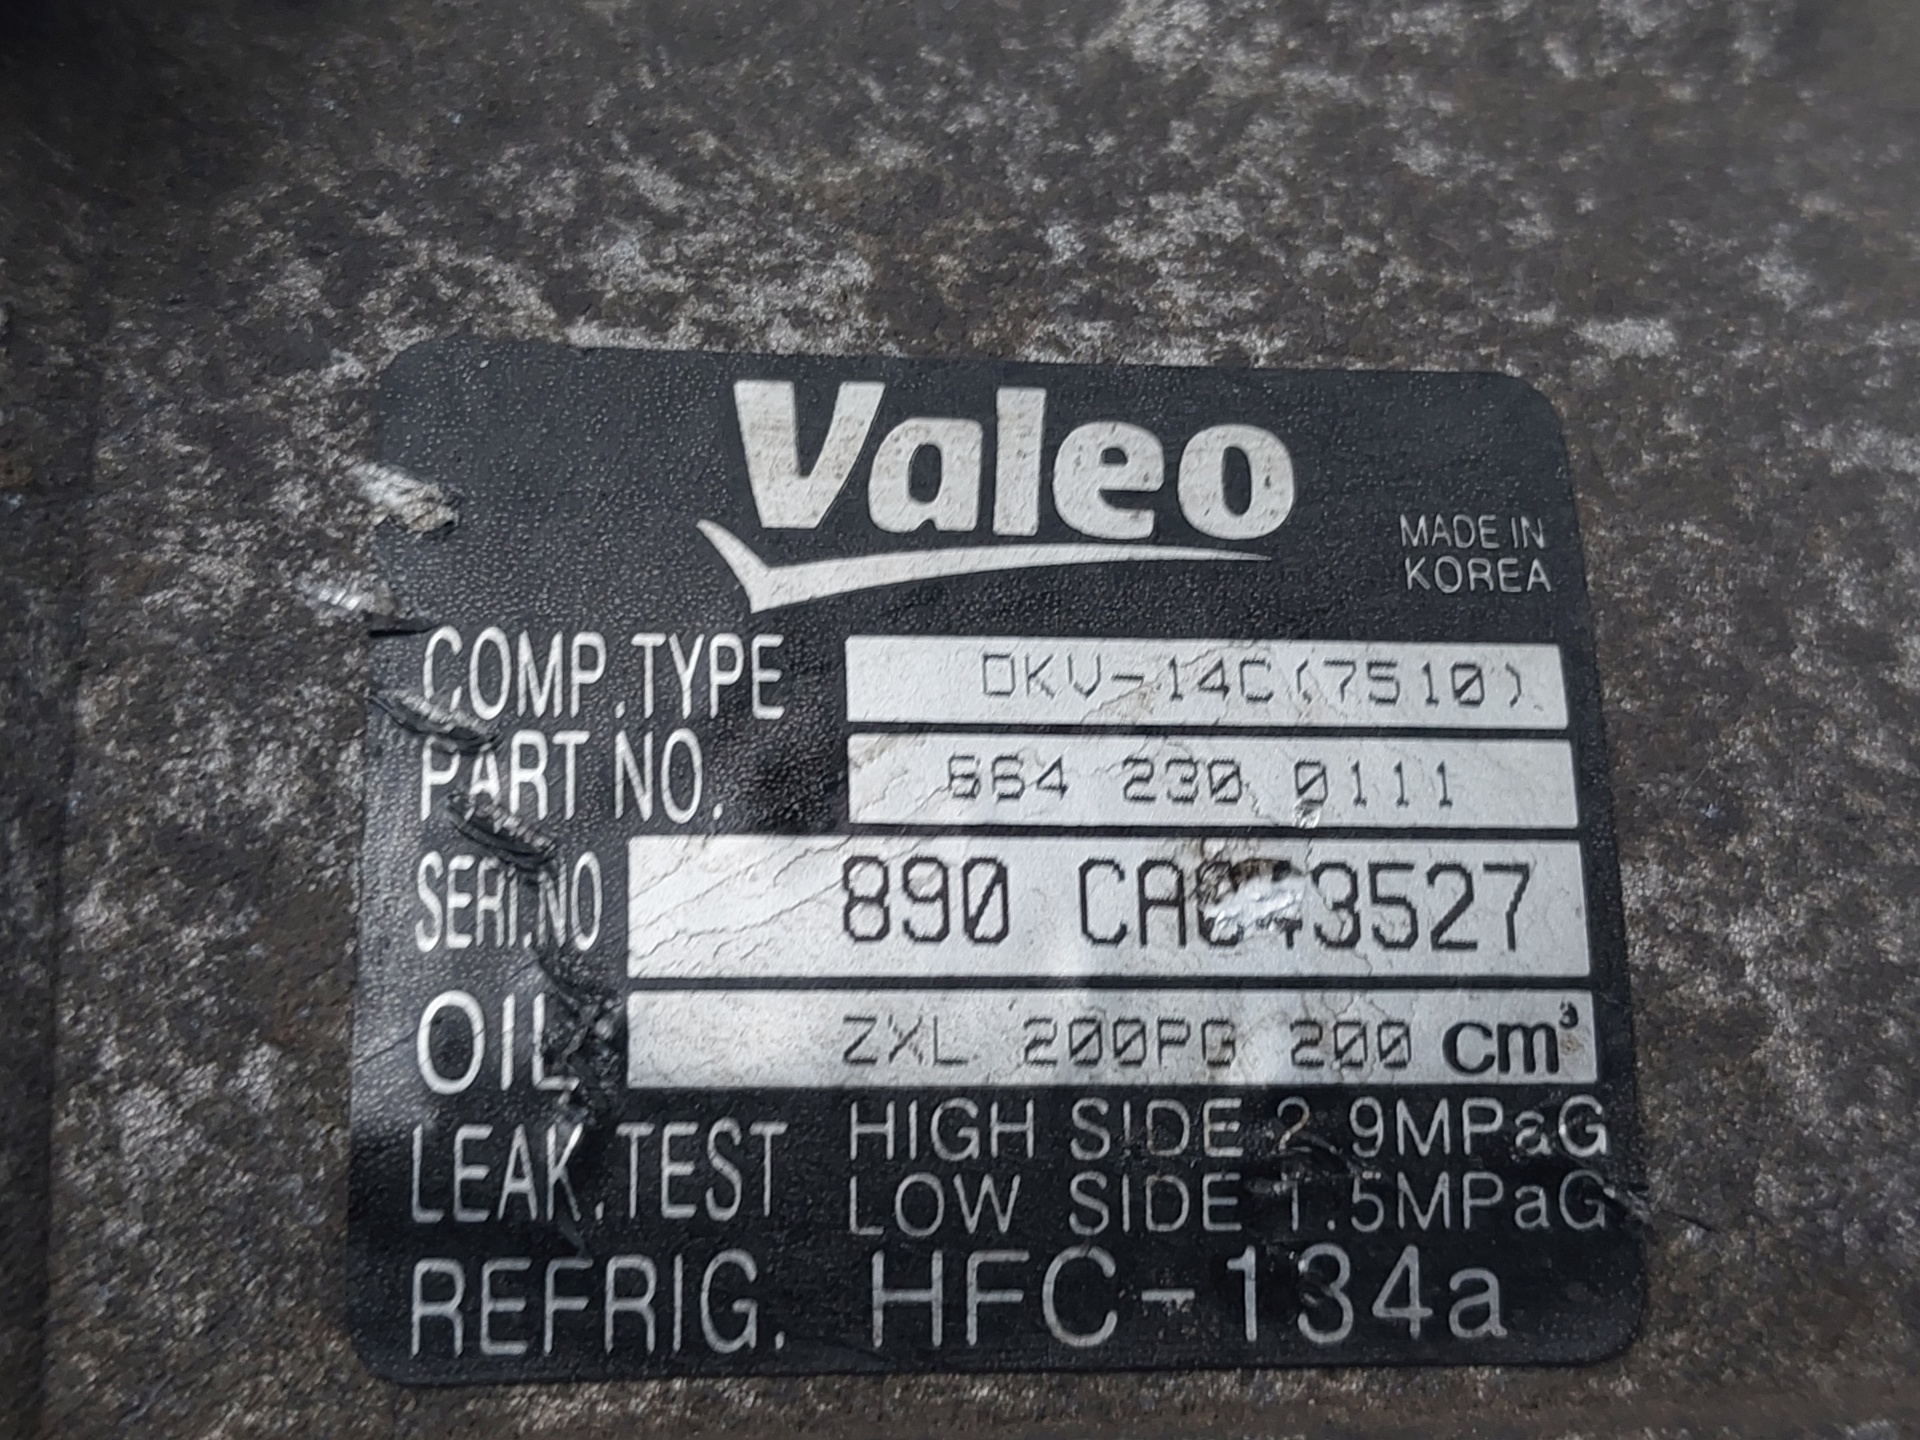 Valeo
MADE IN
KOREA
COMP.TYPE DKV-14C(7510)
PART NO. 664 230 0111
SERI.NO 890
OIL ZXL 200PG 200 cm³
LEAK.TEST HIGH SIDE 2.9MPaG
LOW SIDE 1.5MPaG
REFRIG. HFC-134a